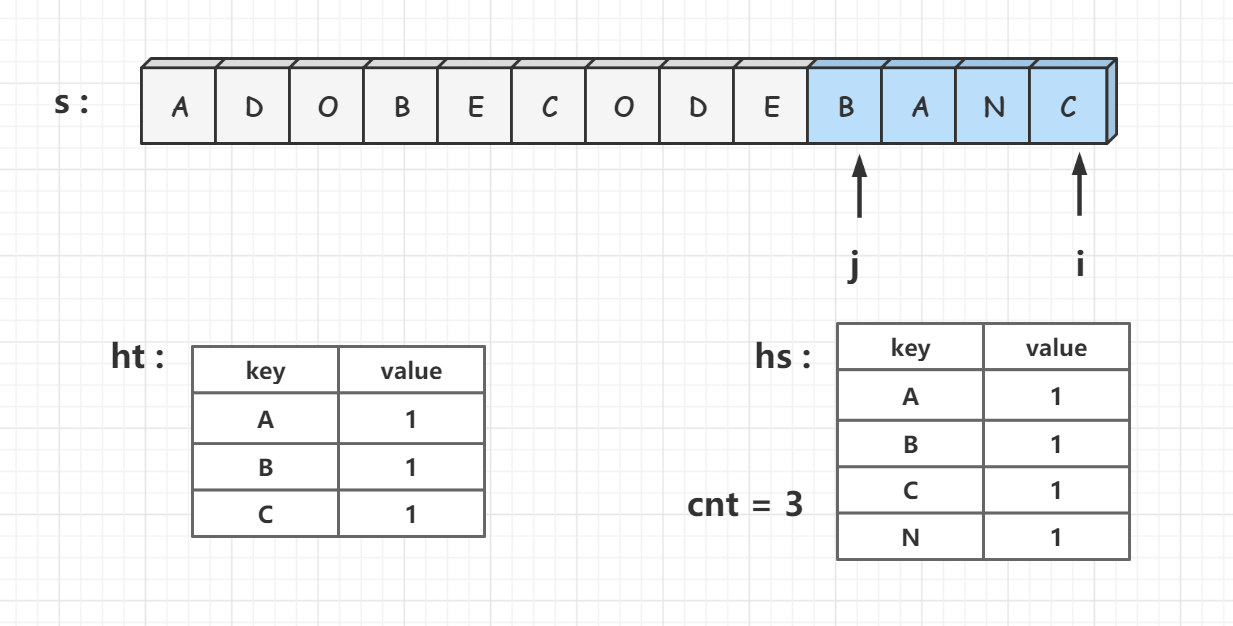 s : A D O B E C O D E B A N C
j i
ht :
key value
A 1
B 1
C 1
hs :
key value
A 1
B 1
C 1
N 1
cnt = 3